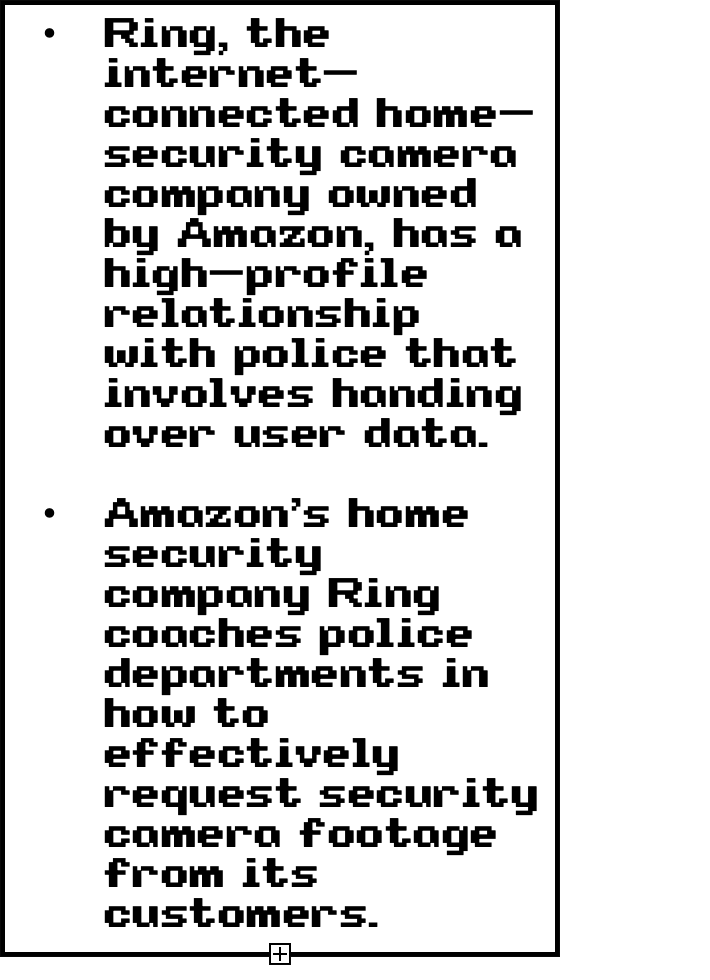 • Ring, the
internet—
connected home—
security camera
company owned
by Amazon, has a
high—profile
relationship
with police that
involves handing
over user data.
• Amazon's home
security
company Ring
coaches police
departments in
how to
effectively
request security
camera footage
from its
customers.